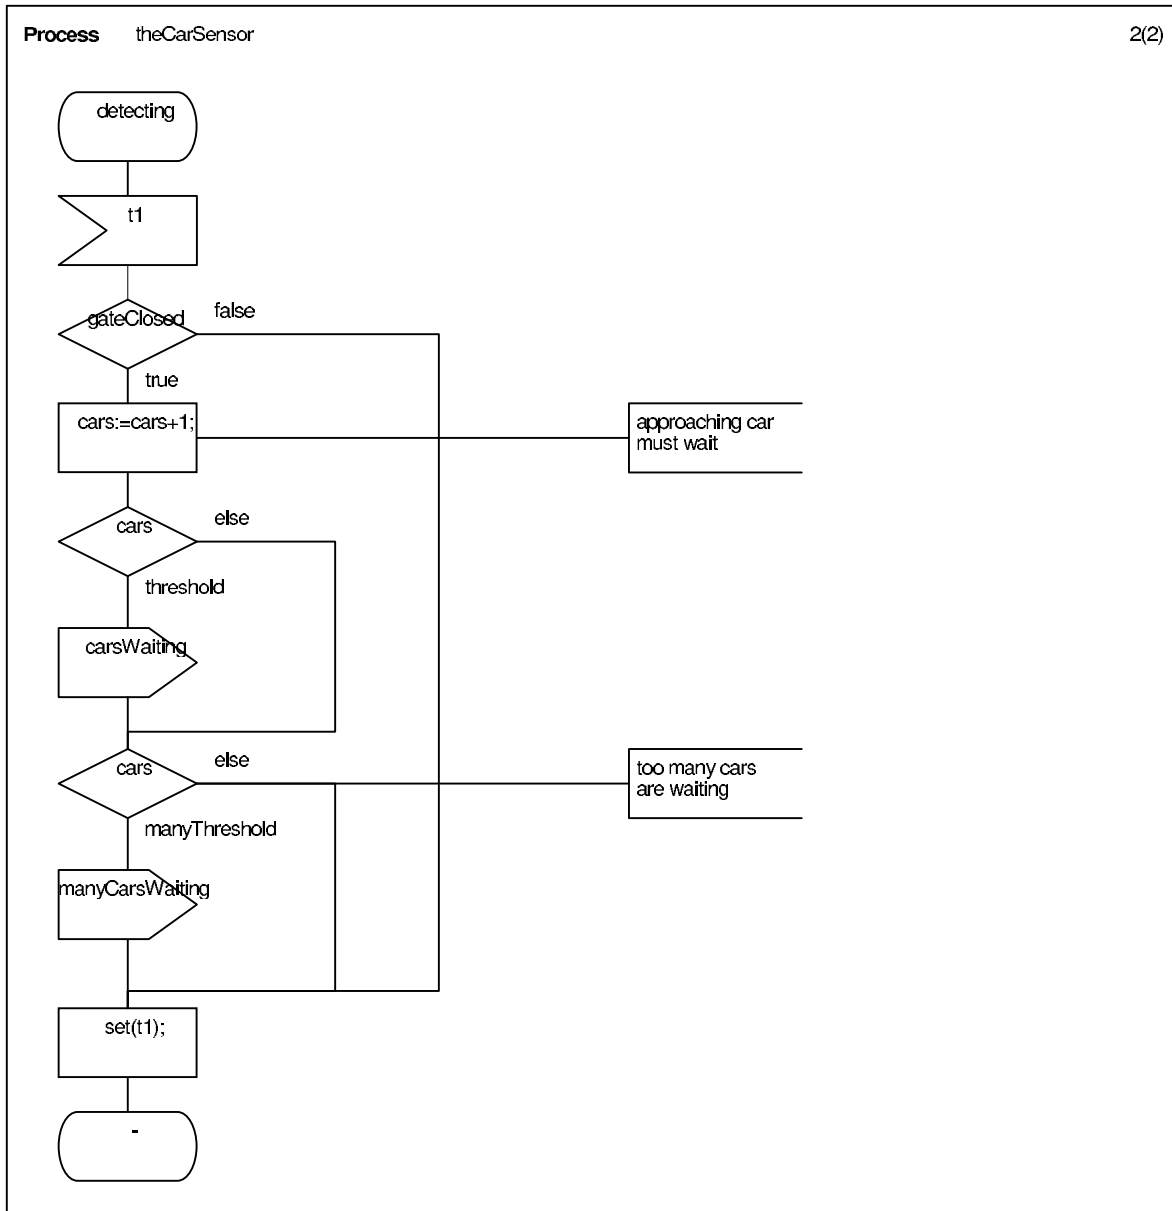 Process theCarSensor 2(2)
detecting
t1
gateClosed
false
true
cars:=cars+1;
approaching car
must wait
cars
else
threshold
carsWaiting
cars
else
too many cars
are waiting
manyThreshold
manyCarsWaiting
set(t1);
-